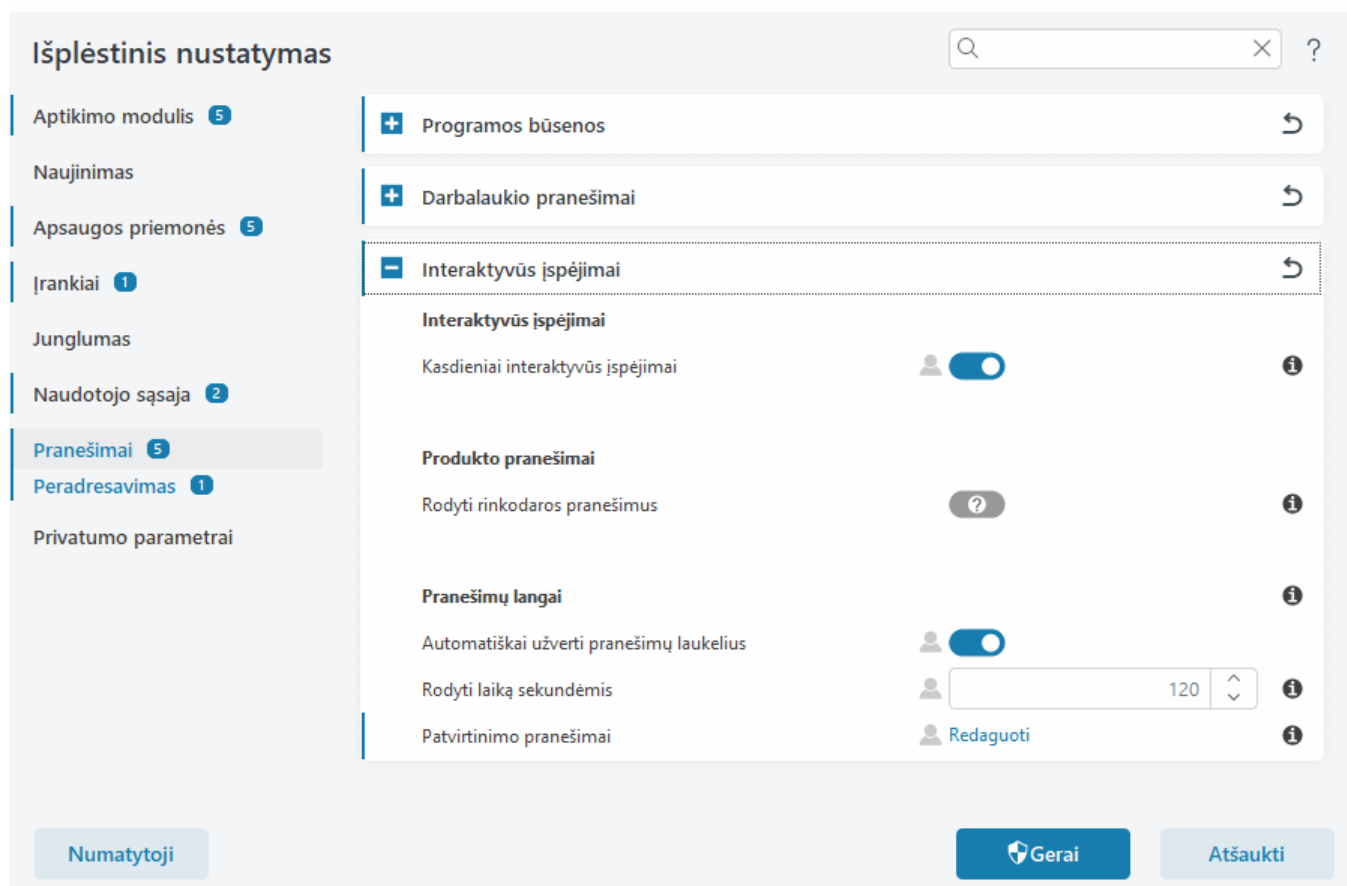 Išplėstinis nustatymas
?
Aptikimo modulis 5
Naujinimas
Apsaugos priemonės 5
Įrankiai 1
Junglumas
Naudotojo sąsaja 2
Pranešimai 5
Peradresavimas 1
Privatumo parametrai
Programos būsenos
Darbalaukio pranešimai
Interaktyvūs įspėjimai
Interaktyvūs įspėjimai
Kasdieniai interaktyvūs įspėjimai
Produkto pranešimai
Rodyti rinkodaros pranešimus
?
Pranešimų langai
Automatiškai užverti pranešimų laukelius
Rodyti laiką sekundėmis 120
Patvirtinimo pranešimai Redaguoti
Numatytoji
Gerai
Atšaukti